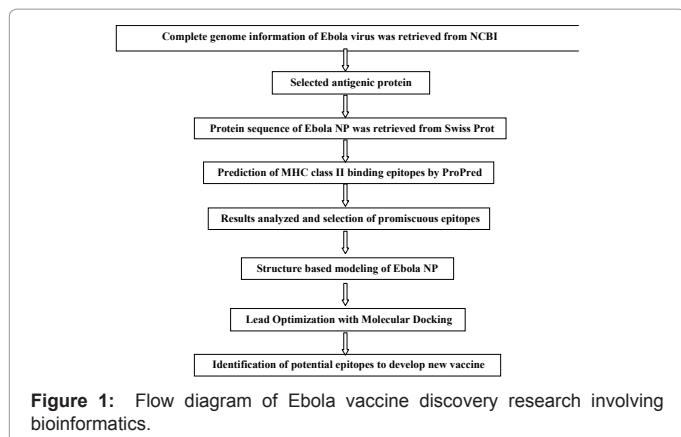 Complete genome information of Ebola virus was retrieved from NCBI
Selected antigenic protein
Protein sequence of Ebola NP was retrieved from Swiss Prot
Prediction of MHC class II binding epitopes by ProPred
Results analyzed and selection of promiscuous epitopes
Structure based modeling of Ebola NP
Lead Optimization with Molecular Docking
Identification of potential epitopes to develop new vaccine
Figure 1: Flow diagram of Ebola vaccine discovery research involving
bioinformatics.